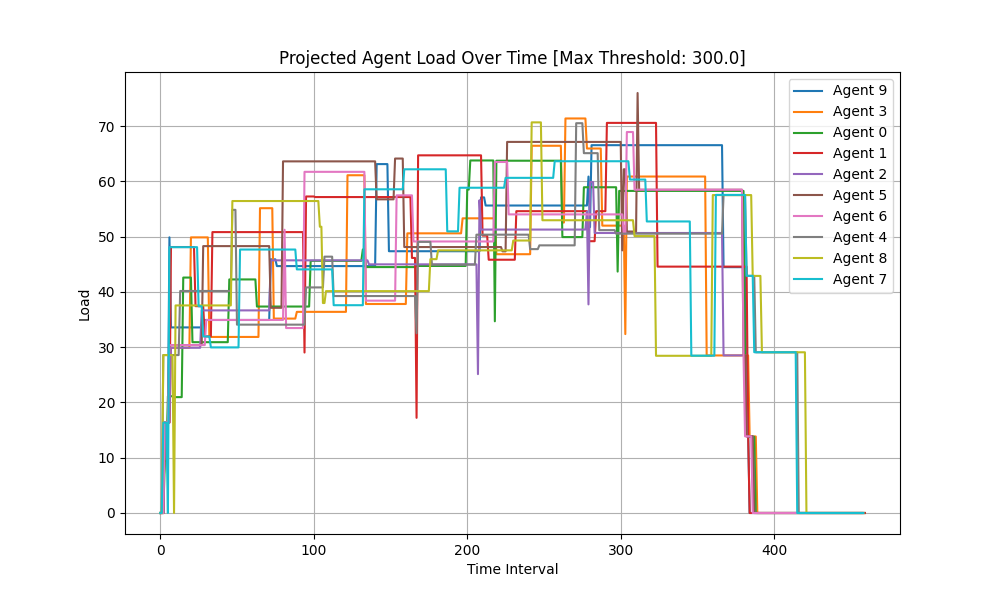 Projected Agent Load Over Time [Max Threshold: 300.0]
Load
70
60
50
40
30
20
10
0
0 100 200 300 400
Time Interval
Agent 9
Agent 3
Agent 0
Agent 1
Agent 2
Agent 5
Agent 6
Agent 4
Agent 8
Agent 7